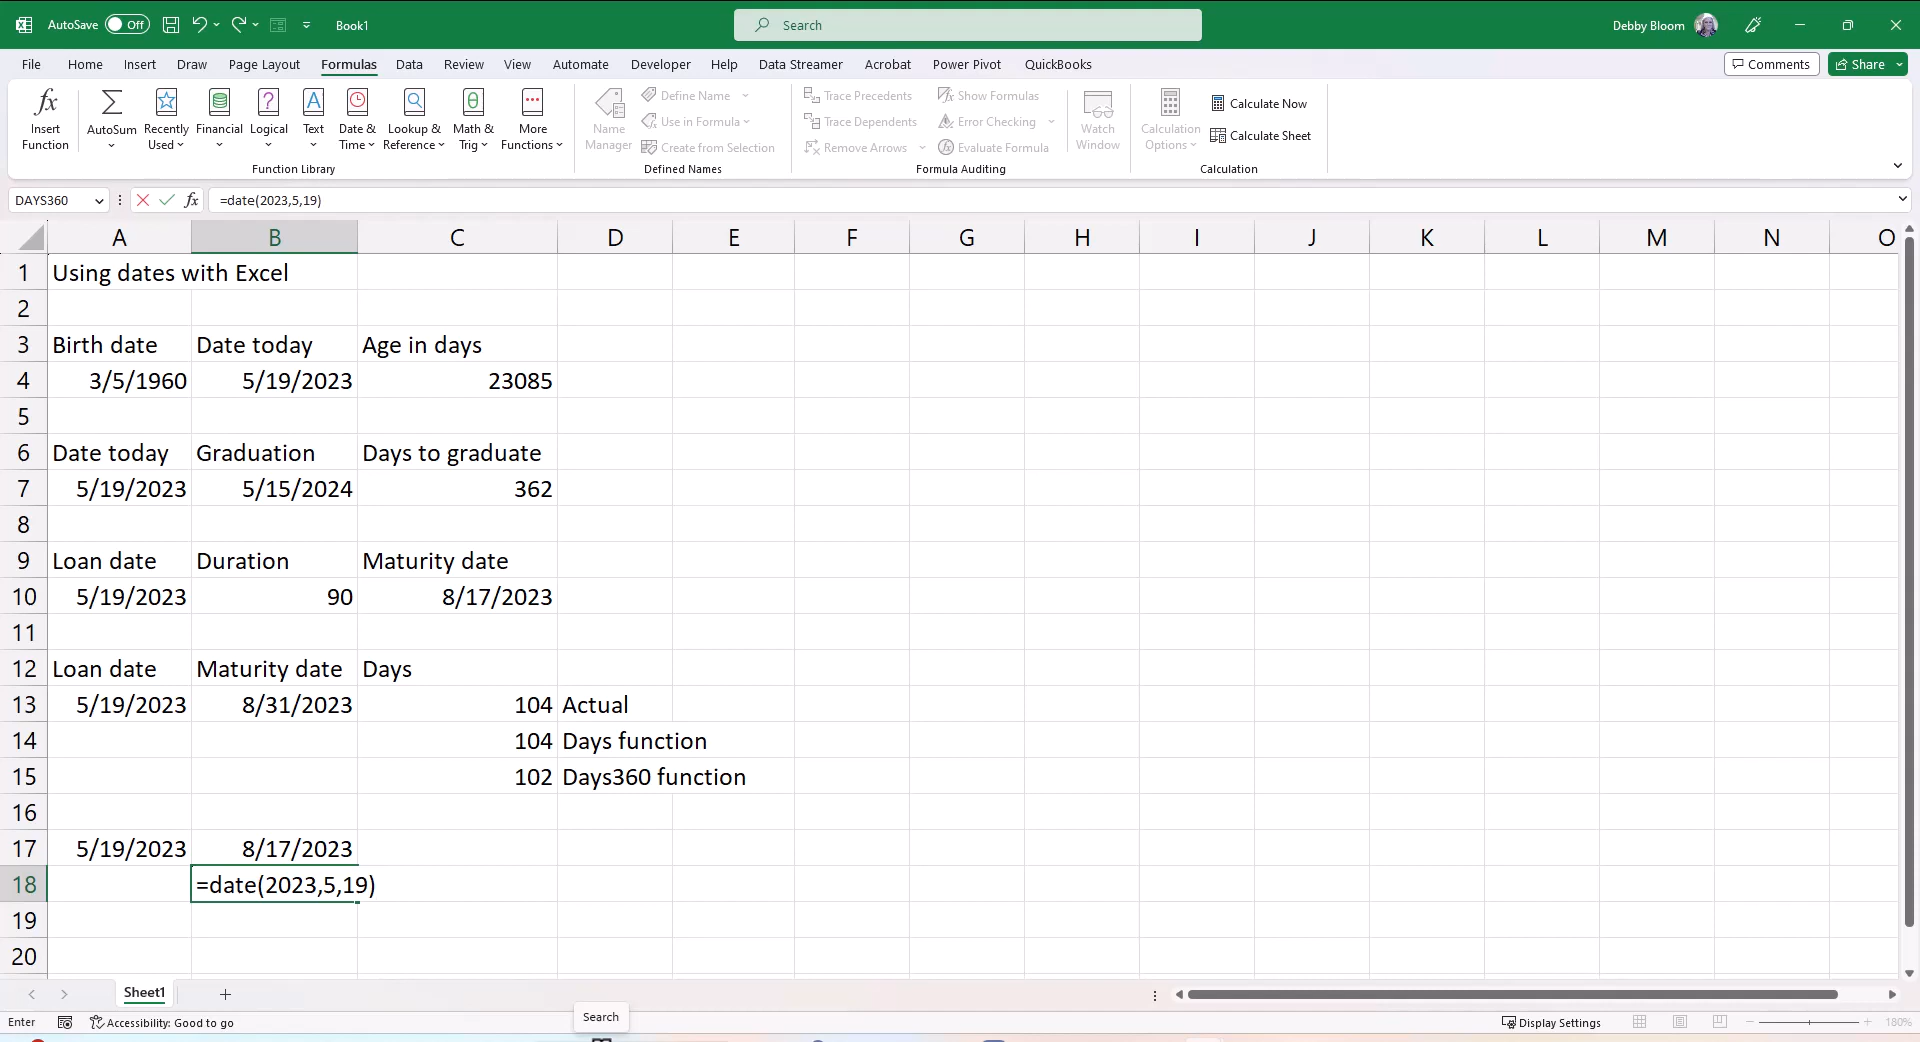 AutoSave Off Book1 Search Debby Bloom
File Home Insert Draw Page Layout Formulas Data Review View Automate Developer Help Data Streamer Acrobat Power Pivot QuickBooks Comments Share
fx Insert Function
AutoSum
Recently Used
Financial
Logical
Text
Date & Time
Lookup & Reference
Math & Trig
More Functions
Function Library
Name Manager
Define Name
Use in Formula
Create from Selection
Defined Names
Trace Precedents
Trace Dependents
Remove Arrows
Show Formulas
Error Checking
Evaluate Formula
Formula Auditing
Watch Window
Calculation Options
Calculate Now
Calculate Sheet
Calculation
DAYS360 fx =date(2023,5,19)
A B C D E F G H I J K L M N O
1 Using dates with Excel
2
3 Birth date Date today Age in days
4 3/5/1960 5/19/2023 23085
5
6 Date today Graduation Days to graduate
7 5/19/2023 5/15/2024 362
8
9 Loan date Duration Maturity date
10 5/19/2023 90 8/17/2023
11
12 Loan date Maturity date Days
13 5/19/2023 8/31/2023 104 Actual
14 104 Days function
15 102 Days360 function
16
17 5/19/2023 8/17/2023
18 =date(2023,5,19)
19
20
Sheet1
Search
Enter Accessibility: Good to go Display Settings 180%